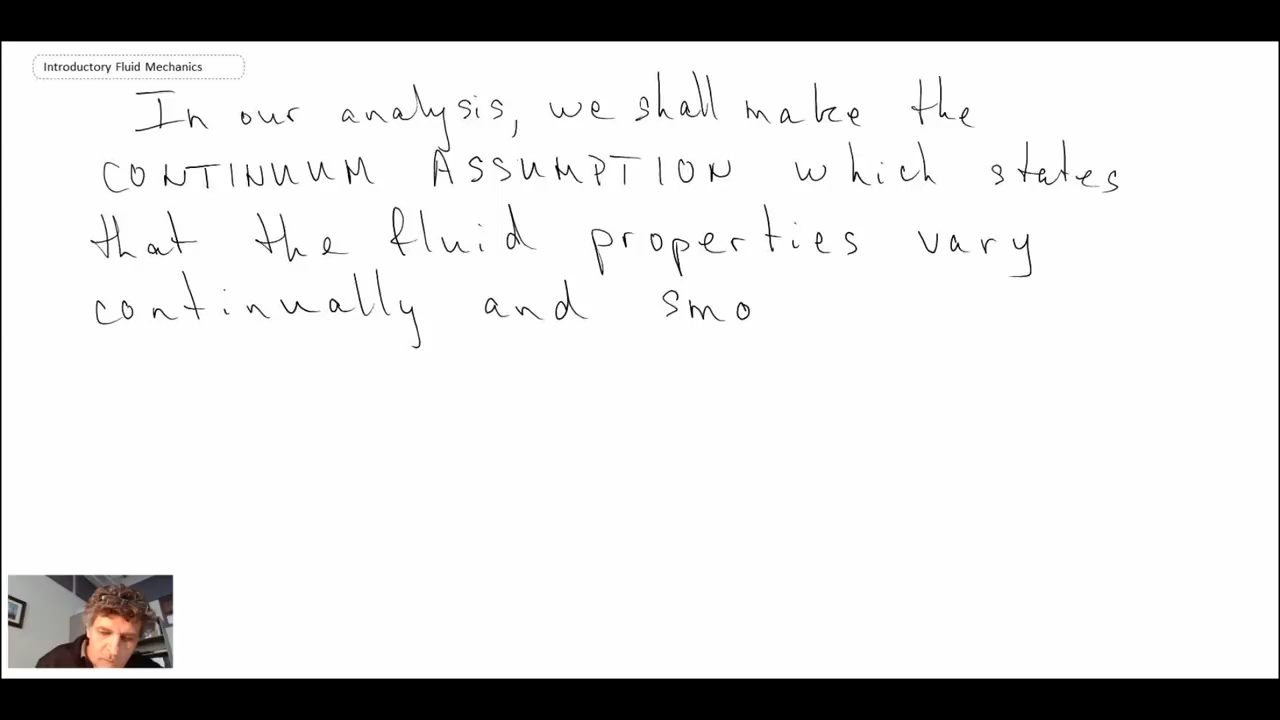 Introductory Fluid Mechanics
In our analysis, we shall make the
CONTINUUM ASSUMPTION which states
that the fluid properties vary
continually and smo